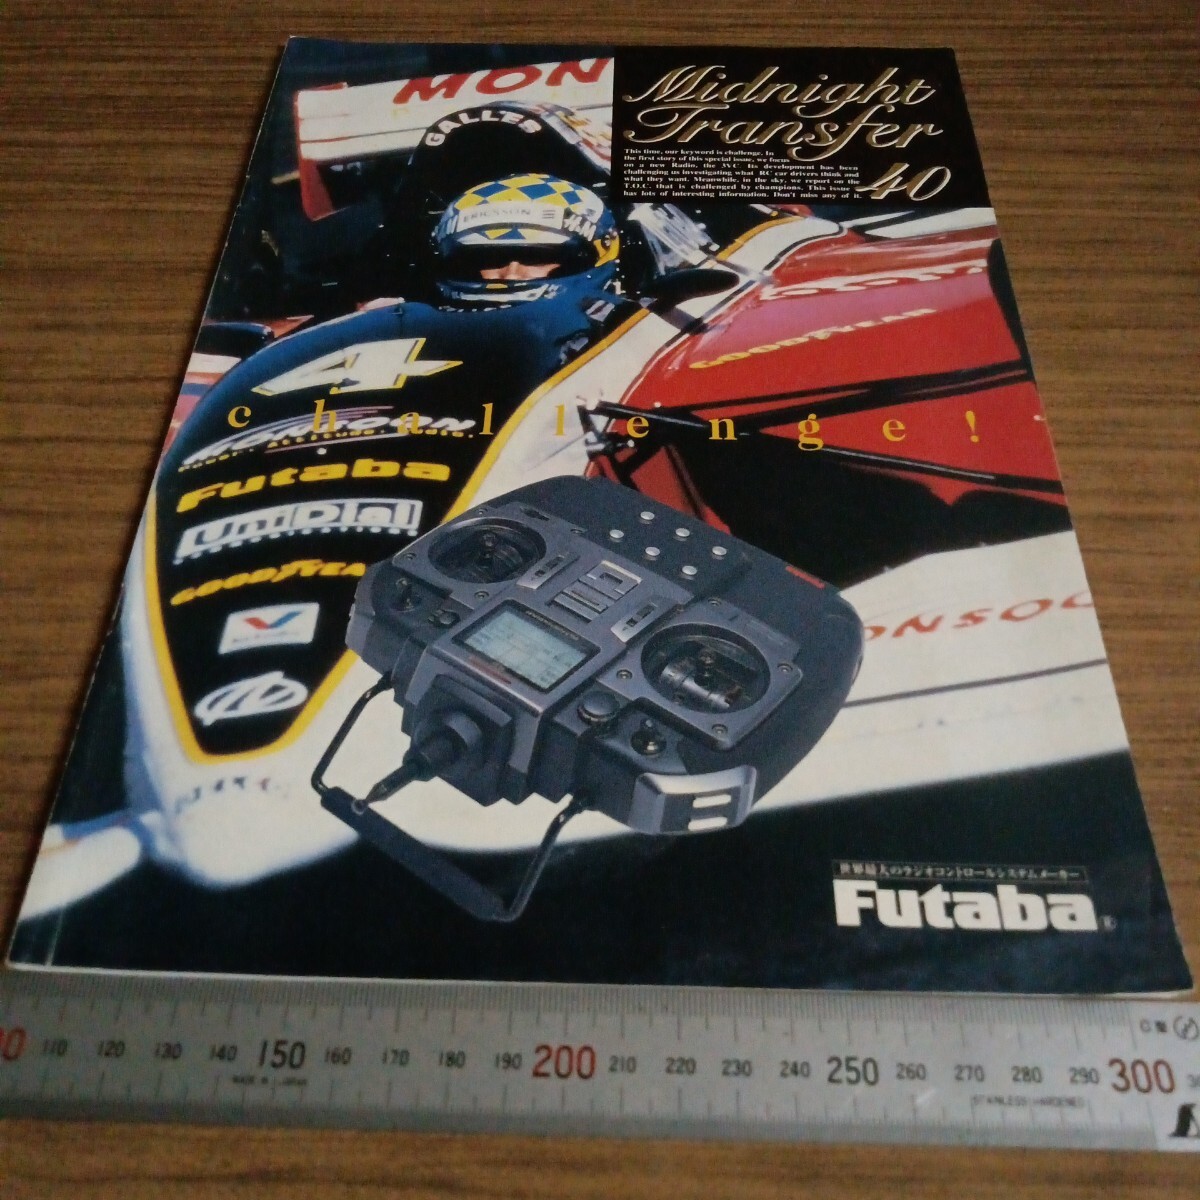 Midnight
Transfer
40
This time, our keyword is challenge. In
the first story of this special issue, we focus
on a new Radio, the 3VC. Its development has been
challenging us investigating what RC car drivers think and
what they want. Meanwhile, in the sky, we report on the
T.O.C. that is challenged by champions. This issue
has lots of interesting information. Don't miss any of it.
MON
GALLES
ERICSSON
GOODYEAR
4
challenge!
MONSOON
Power. Attitude. Audio.
Futaba
UniDial
COMMUNICATIONS
GOODYEAR
ONSOO
世界最大のラジオコントロールシステムメーカー
Futaba
110 120 130 140 150 160 170 180 190 200 210 220 230 240 250 260 270 280 290 300
MADE IN JAPAN
STAINLESS HARDENED